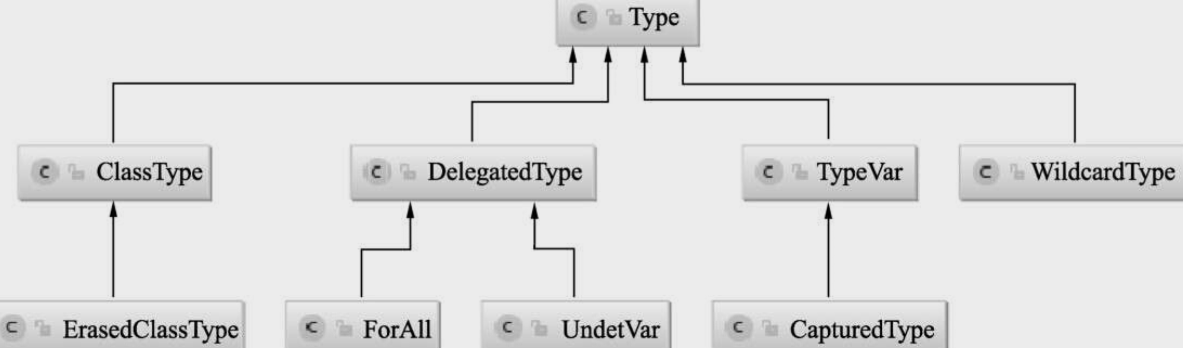 C Type
C ClassType
C DelegatedType
C TypeVar
C WildcardType
C ErasedClassType
C ForAll
C UndetVar
C CapturedType